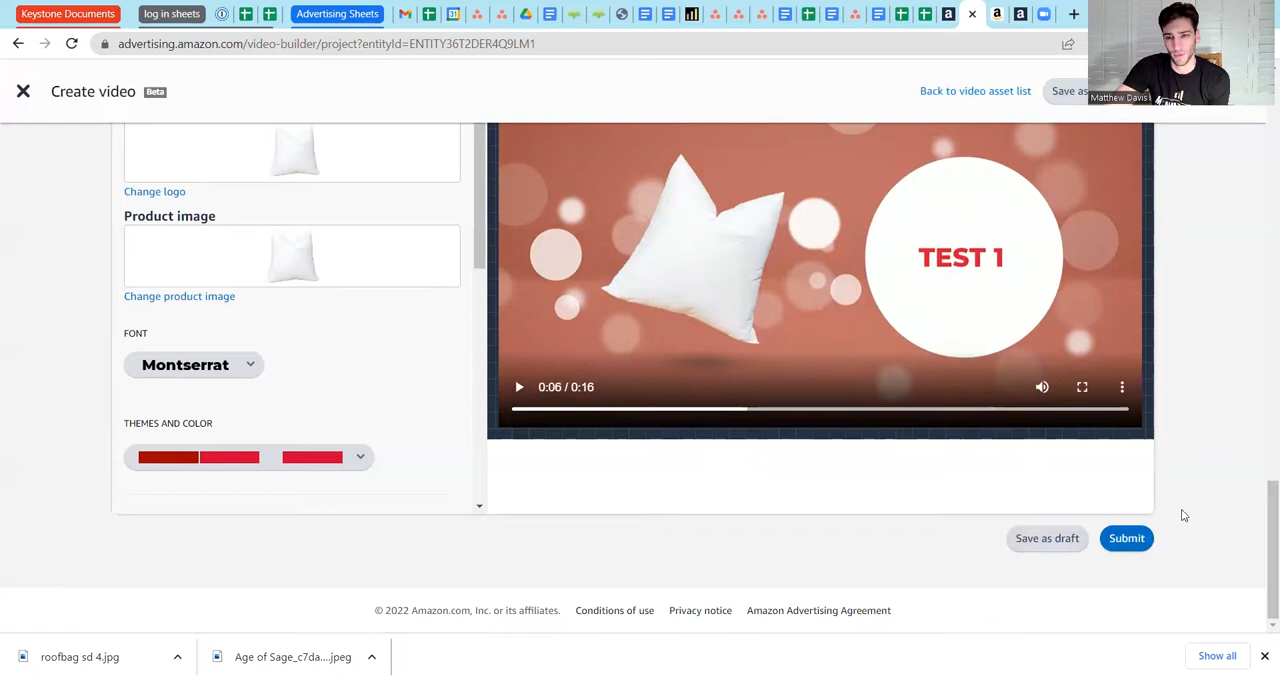 Keystone Documents
log in sheets
Advertising Sheets
advertising.amazon.com/video-builder/project?entityId=ENTITY36T2DPR4Q9LM1
Create video Beta
Back to video asset list
Save as
Matthew Davis
Change logo
Product image
Change product image
FONT
Montserrat
THEMES AND COLOR
TEST 1
0:06 / 0:16
Save as draft
Submit
© 2022 Amazon.com, Inc. or its affiliates. Conditions of use Privacy notice Amazon Advertising Agreement
roofbag sd 4.jpg
Age of Sage_c7da....jpeg
Show all